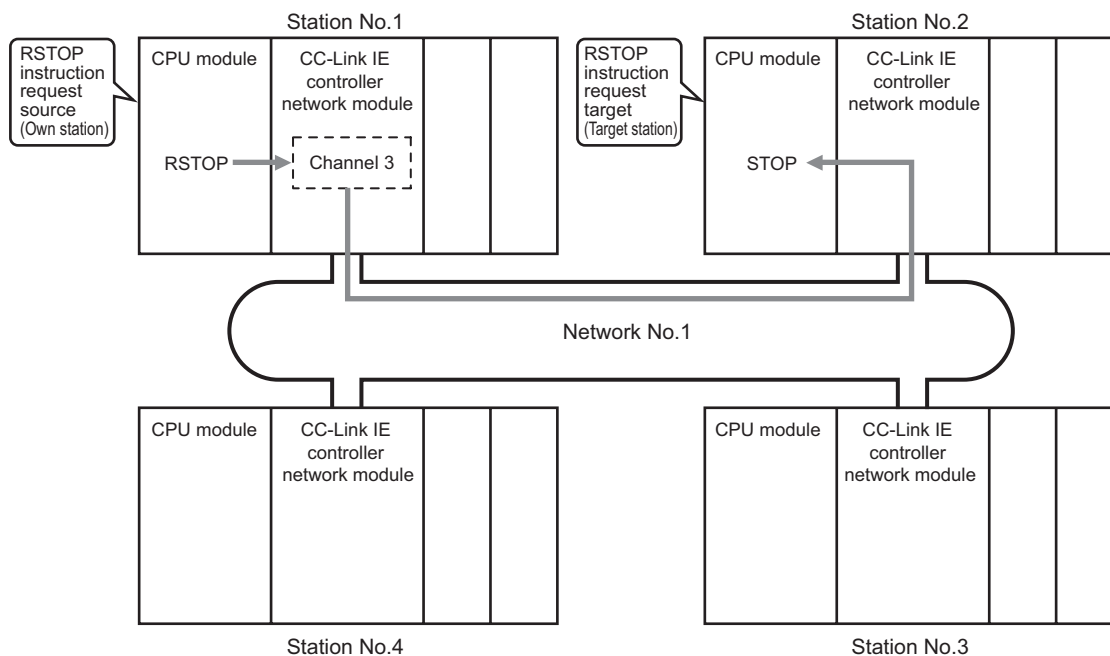 Station No.1
Station No.2
RSTOP
instruction
request
source
(Own station)
CPU module
CC-Link IE
controller
network module
RSTOP
Channel 3
RSTOP
instruction
request
target
(Target station)
CPU module
CC-Link IE
controller
network module
STOP
Network No.1
CPU module
CC-Link IE
controller
network module
CPU module
CC-Link IE
controller
network module
Station No.4
Station No.3